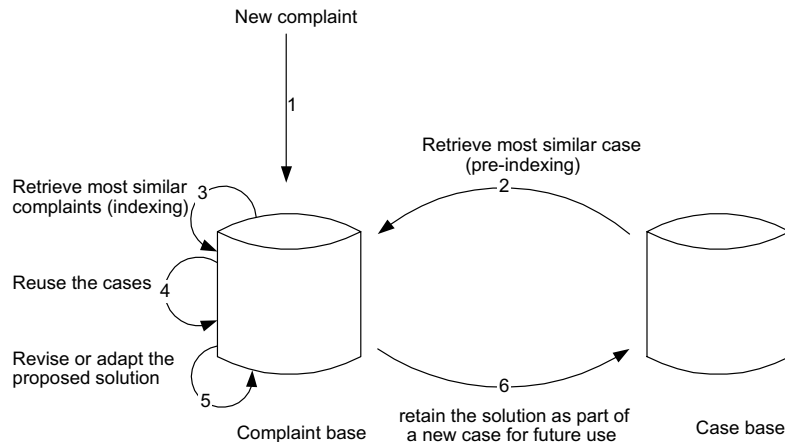 New complaint
1
Retrieve most similar case
(pre-indexing)
2
Retrieve most similar
complaints (indexing)
3
Reuse the cases
4
Revise or adapt the
proposed solution
5
6
retain the solution as part of
a new case for future use
Complaint base
Case base